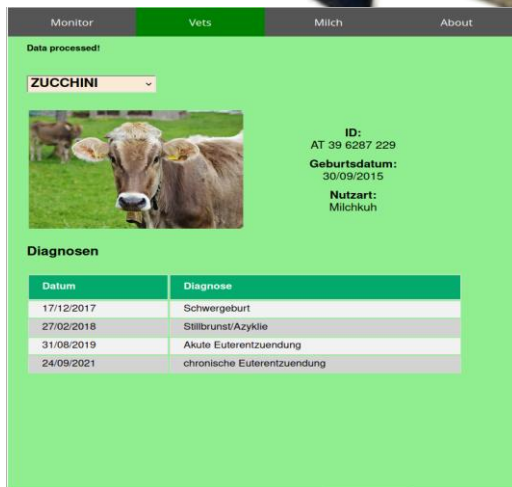 Monitor Vets Milch About
Data processed!
ZUCCHINI
ID:
AT 39 6287 229
Geburtsdatum:
30/09/2015
Nutzart:
Milchkuh
Diagnosen
Datum Diagnose
17/12/2017 Schwergeburt
27/02/2018 Stillbrunst/Azyklie
31/08/2019 Akute Euterentzuendung
24/09/2021 chronische Euterentzuendung